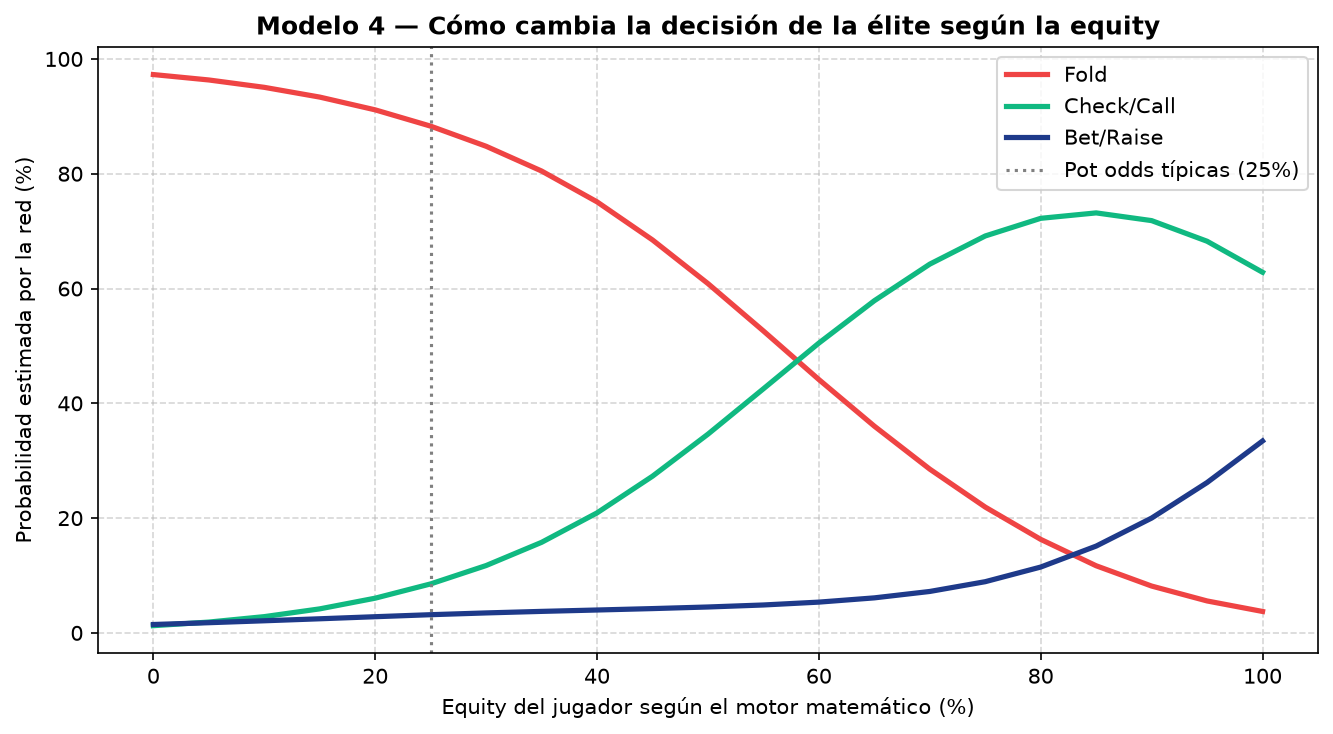 Modelo 4 — Cómo cambia la decisión de la élite según la equity
Probabilidad estimada por la red (%)
100
80
60
40
20
0
Fold
Check/Call
Bet/Raise
Pot odds típicas (25%)
0 20 40 60 80 100
Equity del jugador según el motor matemático (%)